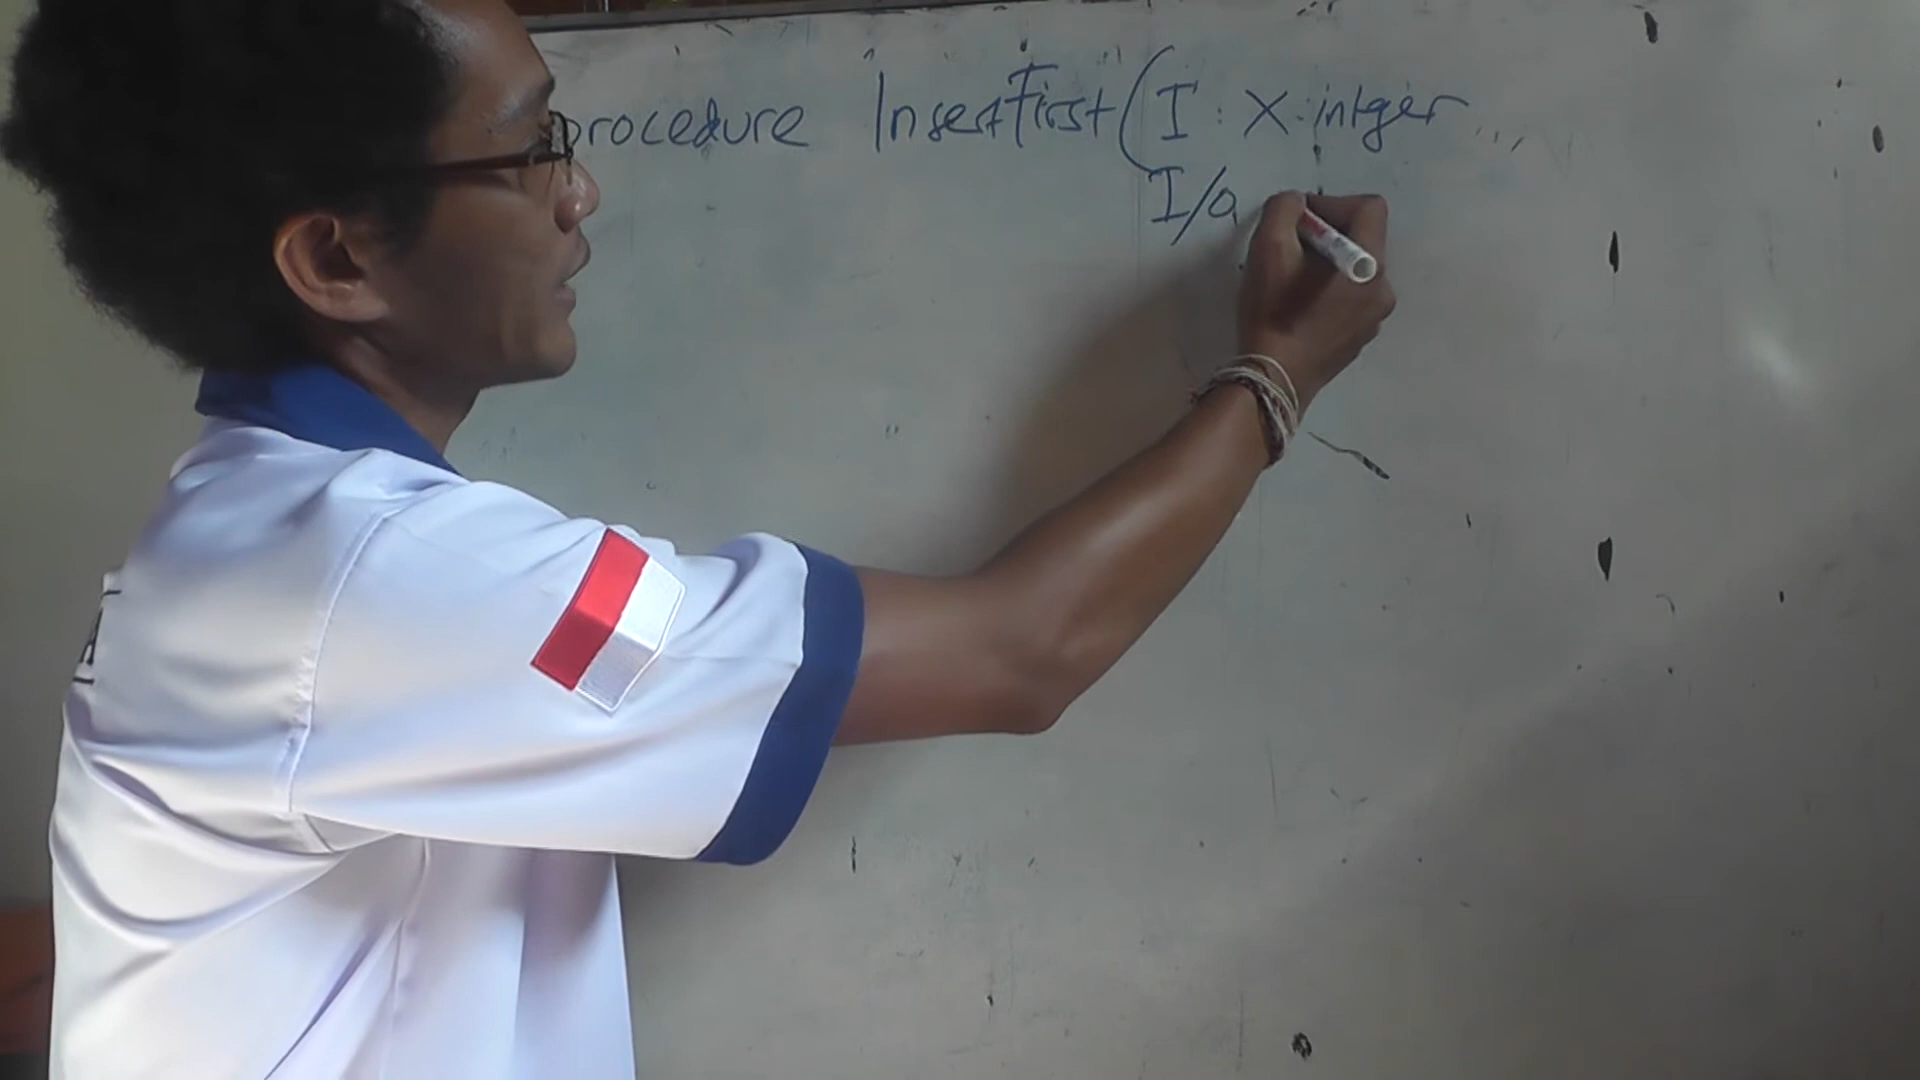 procedure InsertFirst(I : X : integer
I/O
A